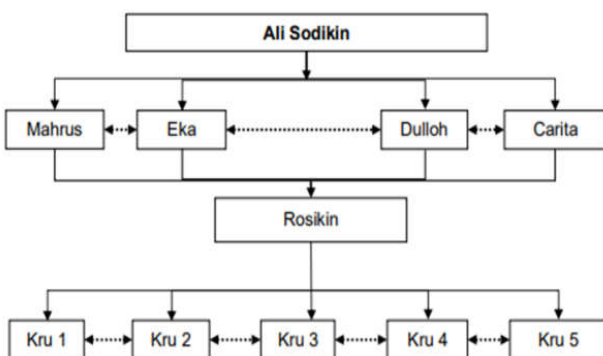 Ali Sodikin
Mahrus
Eka
Dulloh
Carita
Rosikin
Kru 1
Kru 2
Kru 3
Kru 4
Kru 5